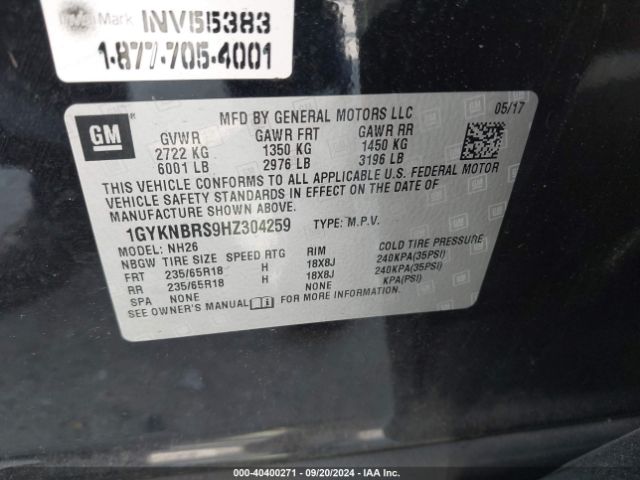 Mark INV55383
1-877-705-4001
MFD BY GENERAL MOTORS LLC 05/17
GM
GVWR GAWR FRT GAWR RR
2722 KG 1350 KG 1450 KG
6001 LB 2976 LB 3196 LB
THIS VEHICLE CONFORMS TO ALL APPLICABLE U.S. FEDERAL MOTOR
VEHICLE SAFETY STANDARDS IN EFFECT ON THE DATE OF
MANUFACTURE SHOWN ABOVE.
1GYKNBRS9HZ304259 TYPE: M.P.V.
MODEL: NH26
NBGW TIRE SIZE SPEED RTG RIM COLD TIRE PRESSURE
FRT 235/65R18 H 18X8J 240KPA(35PSI)
RR 235/65R18 H 18X8J 240KPA(35PSI)
SPA NONE NONE KPA(PSI)
SEE OWNER'S MANUAL FOR MORE INFORMATION.
000-40400271 - 09/20/2024 - IAA Inc.